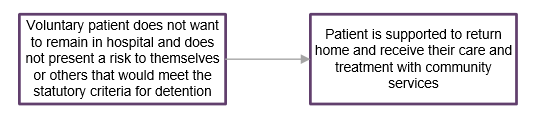 Voluntary patient does not want
to remain in hospital and does
not present a risk to themselves
or others that would meet the
statutory criteria for detention
Patient is supported to return
home and receive their care and
treatment with community
services